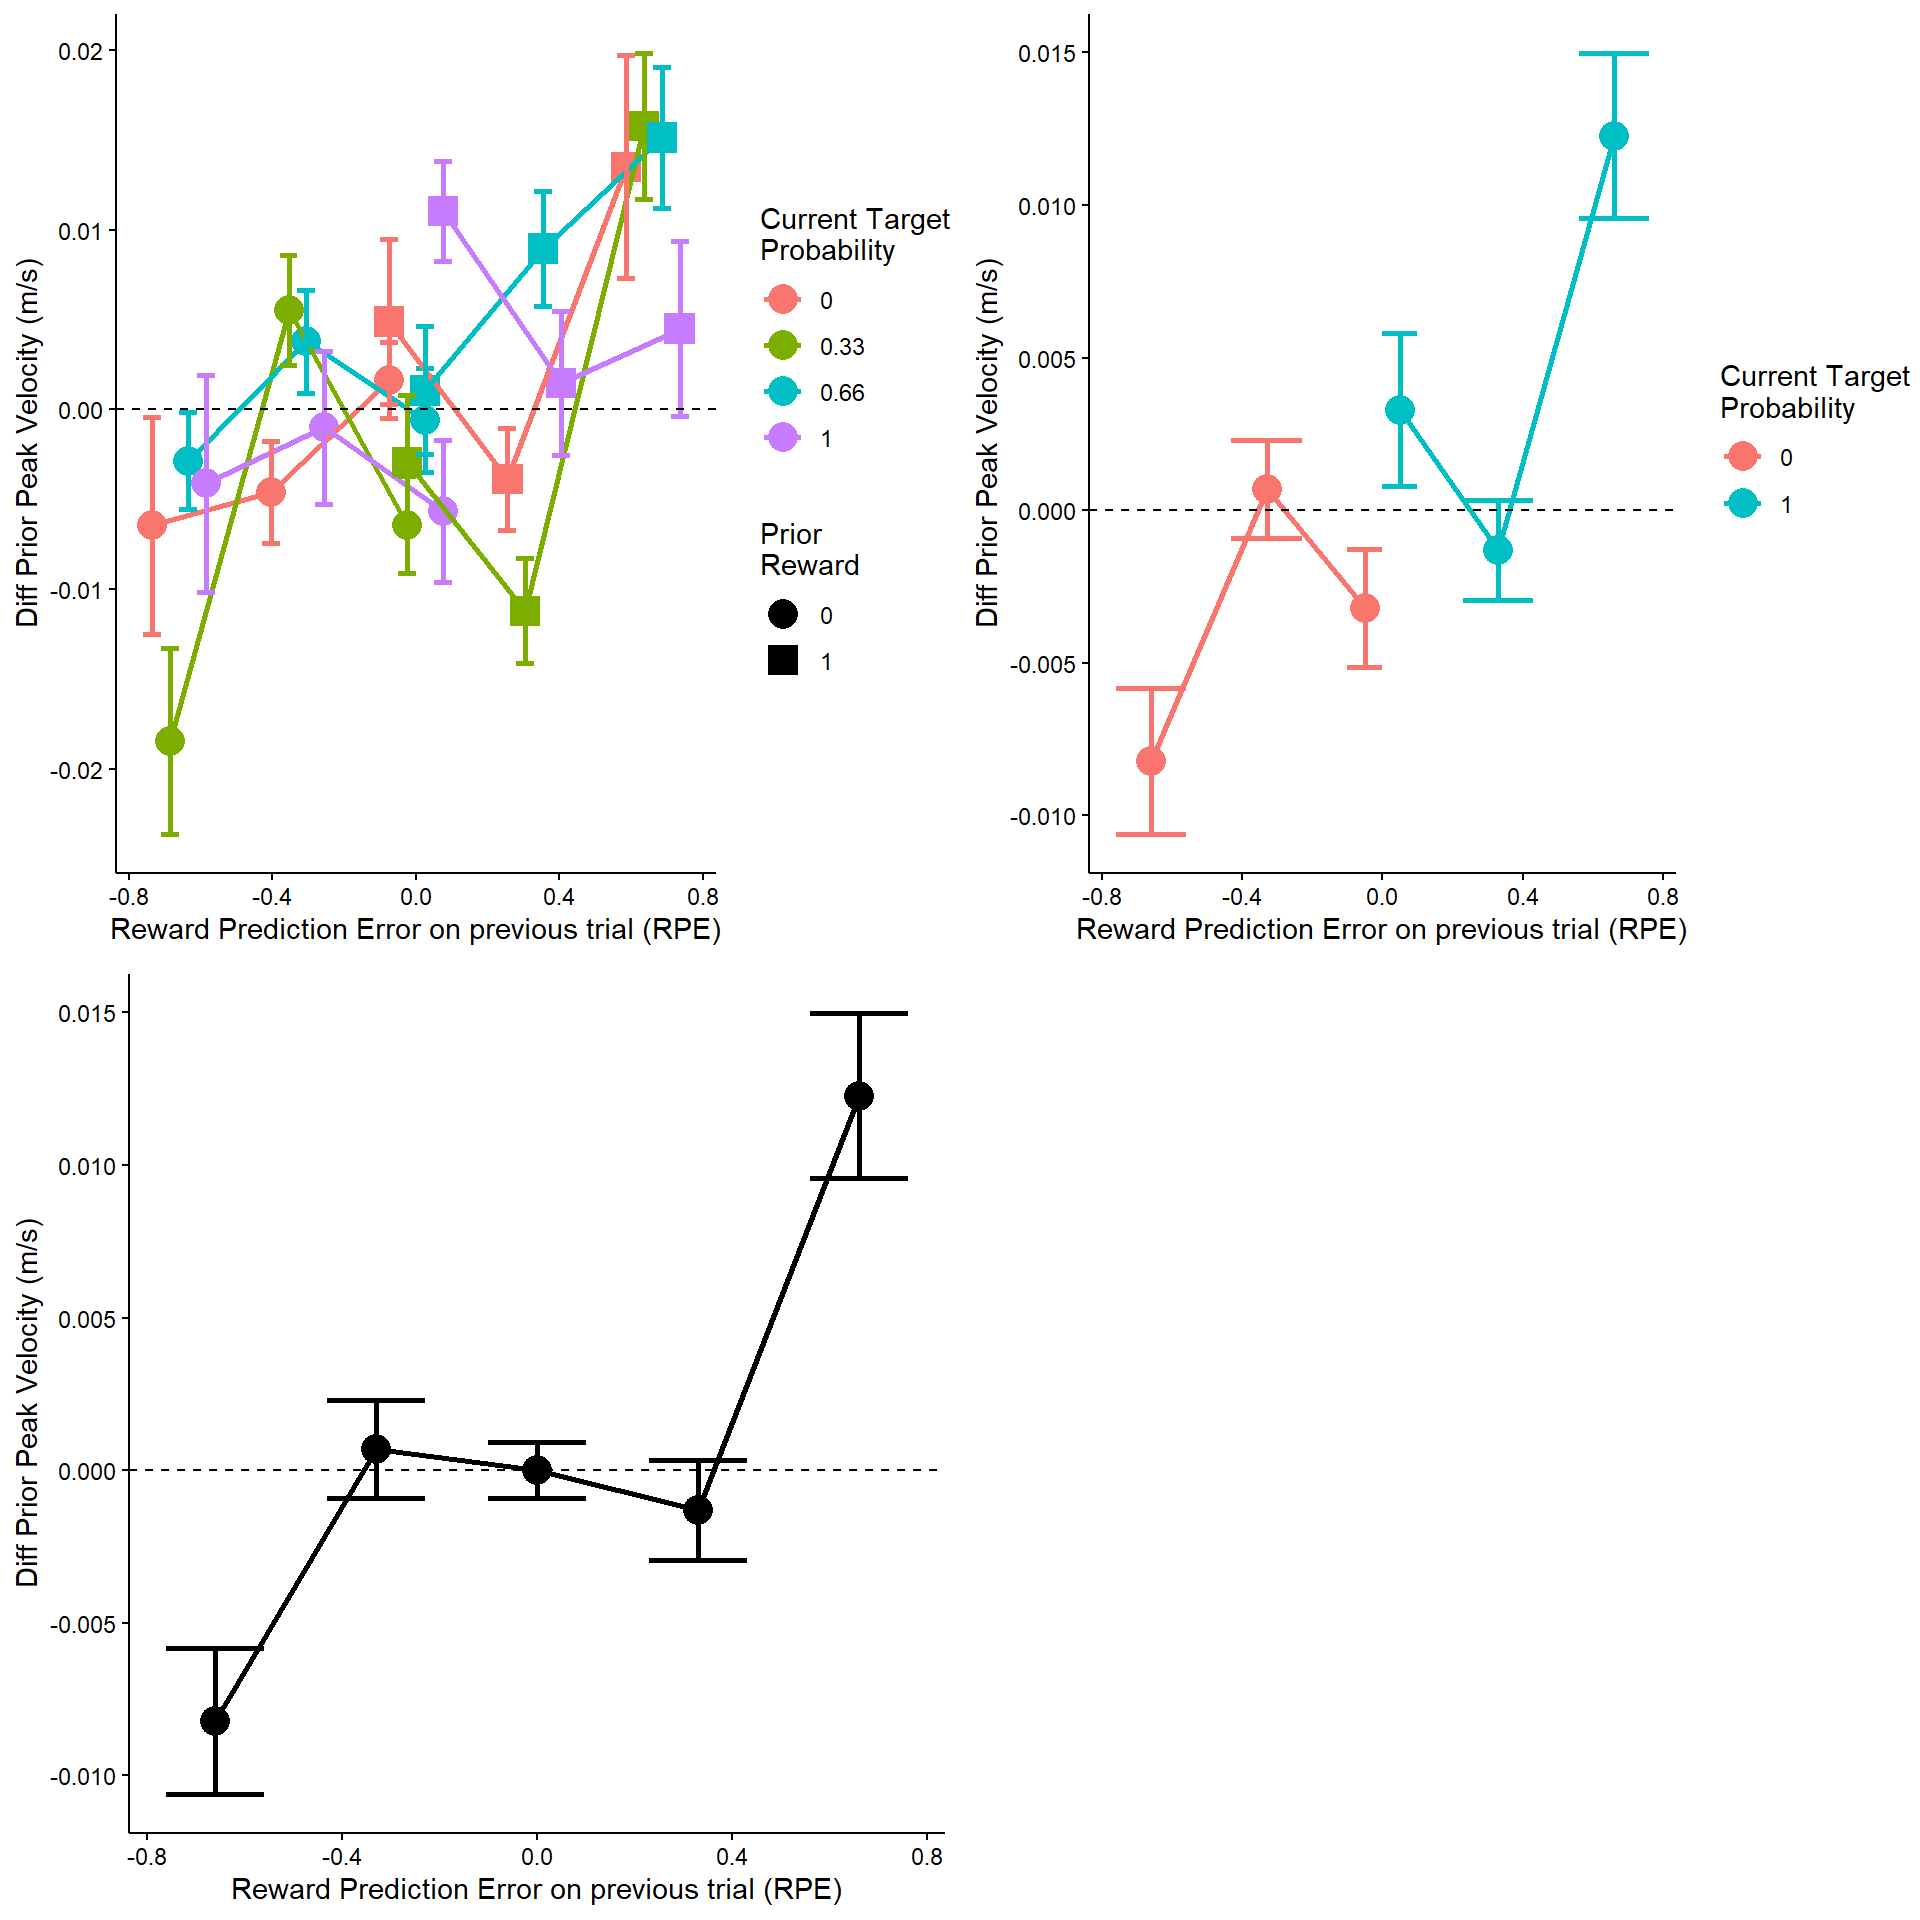 Diff Prior Peak Velocity (m/s)
0.02
0.01
0.00
-0.01
-0.02
-0.8 -0.4 0.0 0.4 0.8
Reward Prediction Error on previous trial (RPE)
Current Target
Probability
0
0.33
0.66
1
Prior
Reward
0
1
Diff Prior Peak Velocity (m/s)
0.015
0.010
0.005
0.000
-0.005
-0.010
-0.8 -0.4 0.0 0.4 0.8
Reward Prediction Error on previous trial (RPE)
Current Target
Probability
0
1
Diff Prior Peak Velocity (m/s)
0.015
0.010
0.005
0.000
-0.005
-0.010
-0.8 -0.4 0.0 0.4 0.8
Reward Prediction Error on previous trial (RPE)